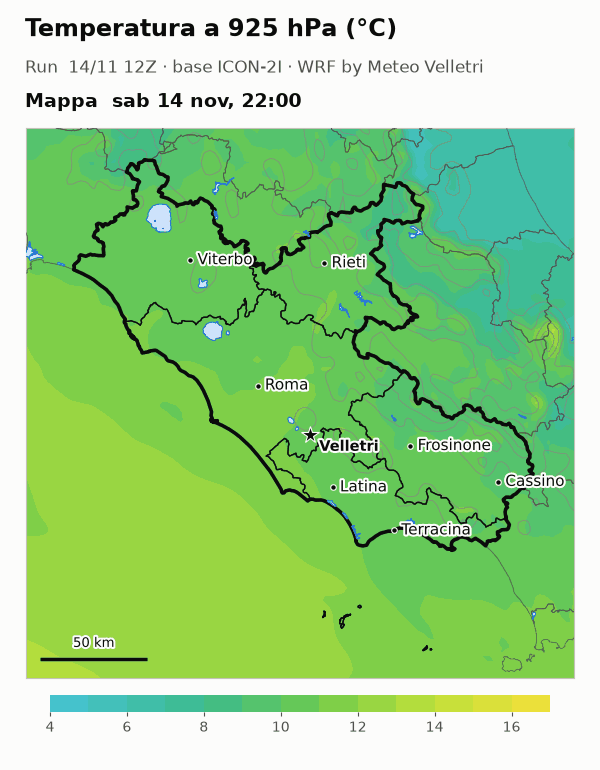 Temperatura a 925 hPa (°C)
Run  14/11 12Z · base ICON-2I · WRF by Meteo Velletri
Mappa  sab 14 nov, 22:00
Viterbo
Rieti
Roma
Velletri
Frosinone
Cassino
Latina
Terracina
50 km
4 6 8 10 12 14 16